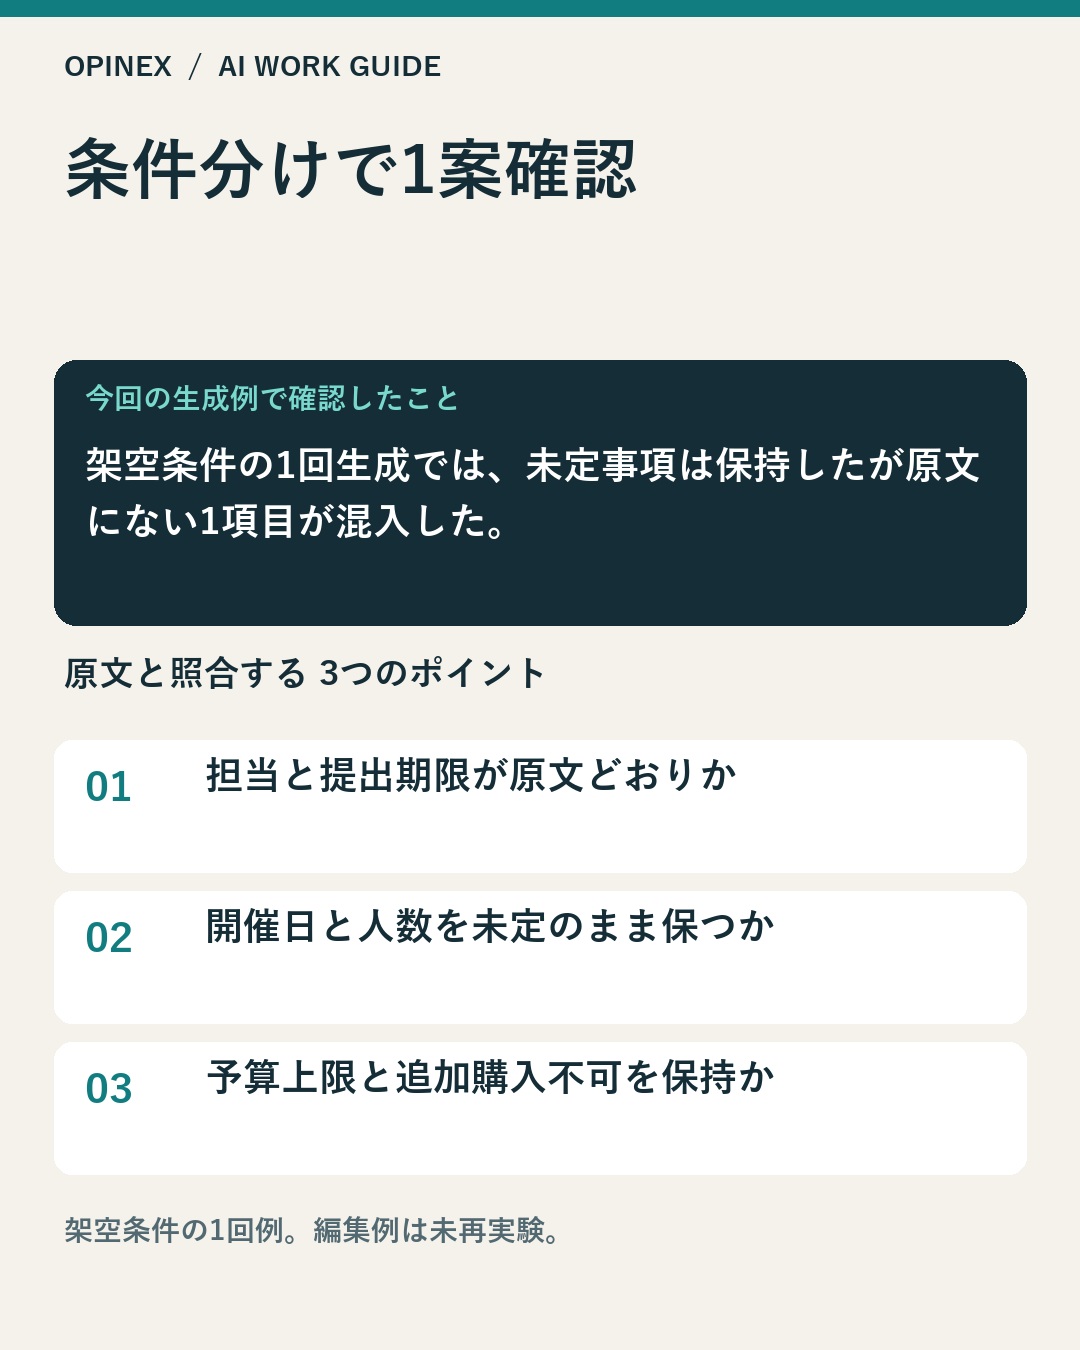 OPINEX / AI WORK GUIDE
条件分けで1案確認
今回の生成例で確認したこと
架空条件の1回生成では、未定事項は保持したが原文
にない1項目が混入した。
原文と照合する 3つのポイント
01 担当と提出期限が原文どおりか
02 開催日と人数を未定のまま保つか
03 予算上限と追加購入不可を保持か
架空条件の1回例。編集例は未再実験。